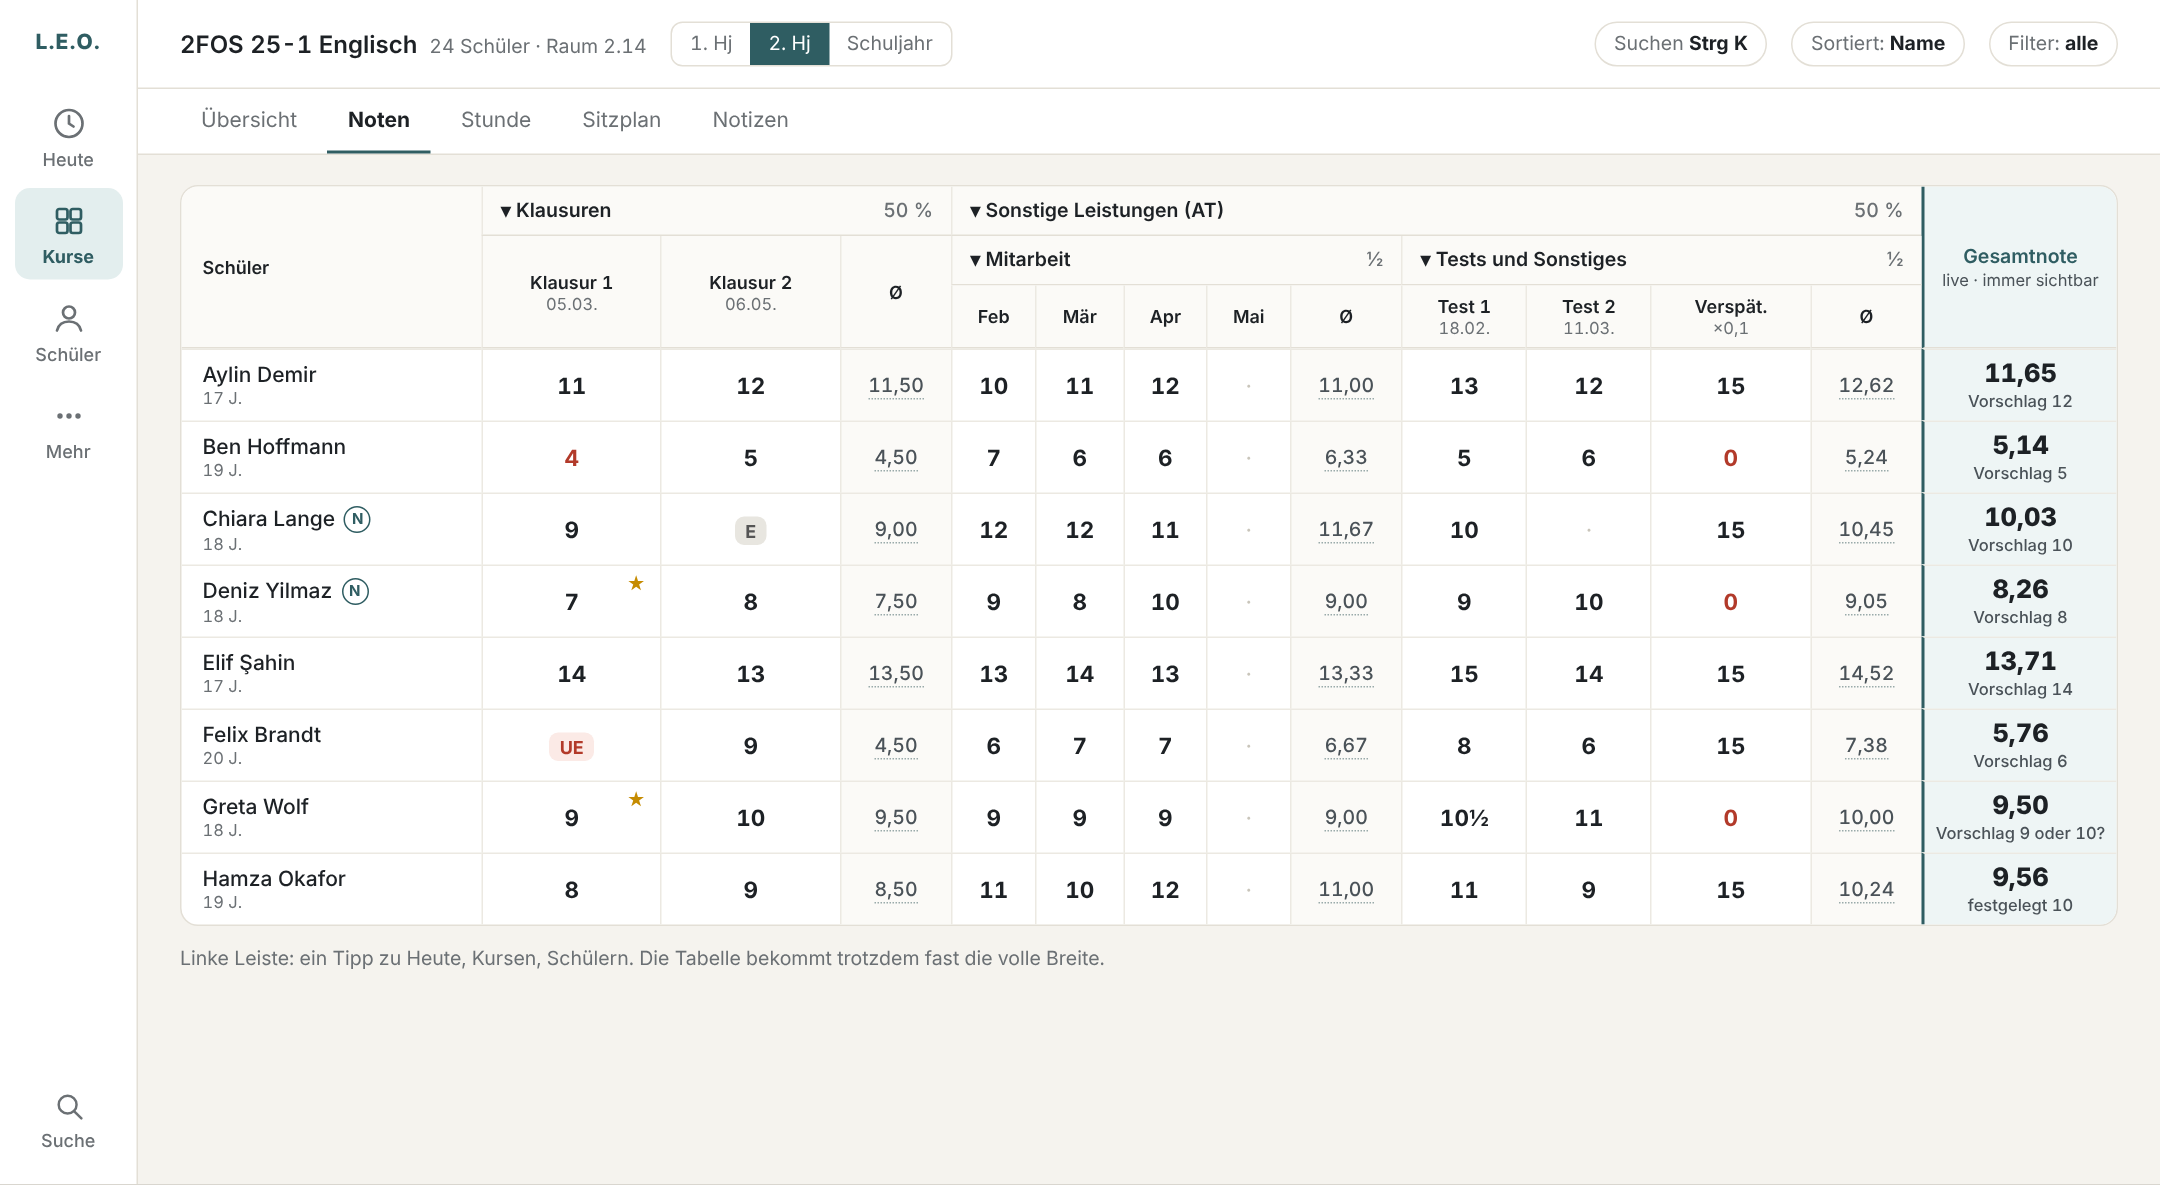 L.E.O.
Heute
Kurse
Schüler
Mehr
Suche
2FOS 25-1 Englisch 24 Schüler · Raum 2.14 1. Hj 2. Hj Schuljahr Suchen Strg K Sortiert: Name Filter: alle
Übersicht Noten Stunde Sitzplan Notizen
Schüler
▾ Klausuren 50 %
▾ Sonstige Leistungen (AT) 50 %
Gesamtnote
live · immer sichtbar
▾ Mitarbeit ½
▾ Tests und Sonstiges ½
Klausur 1
05.03.
Klausur 2
06.05.
Ø
Feb Mär Apr Mai Ø
Test 1
18.02.
Test 2
11.03.
Verspät.
×0,1
Ø
Aylin Demir
17 J.
11 12 11,50 10 11 12 · 11,00 13 12 15 12,62
11,65
Vorschlag 12
Ben Hoffmann
19 J.
4 5 4,50 7 6 6 · 6,33 5 6 0 5,24
5,14
Vorschlag 5
Chiara Lange N
18 J.
9 E 9,00 12 12 11 · 11,67 10 · 15 10,45
10,03
Vorschlag 10
Deniz Yilmaz N
18 J.
7 ★ 8 7,50 9 8 10 · 9,00 9 10 0 9,05
8,26
Vorschlag 8
Elif Şahin
17 J.
14 13 13,50 13 14 13 · 13,33 15 14 15 14,52
13,71
Vorschlag 14
Felix Brandt
20 J.
UE 9 4,50 6 7 7 · 6,67 8 6 15 7,38
5,76
Vorschlag 6
Greta Wolf
18 J.
9 ★ 10 9,50 9 9 9 · 9,00 10½ 11 0 10,00
9,50
Vorschlag 9 oder 10?
Hamza Okafor
19 J.
8 9 8,50 11 10 12 · 11,00 11 9 15 10,24
9,56
festgelegt 10
Linke Leiste: ein Tipp zu Heute, Kursen, Schülern. Die Tabelle bekommt trotzdem fast die volle Breite.